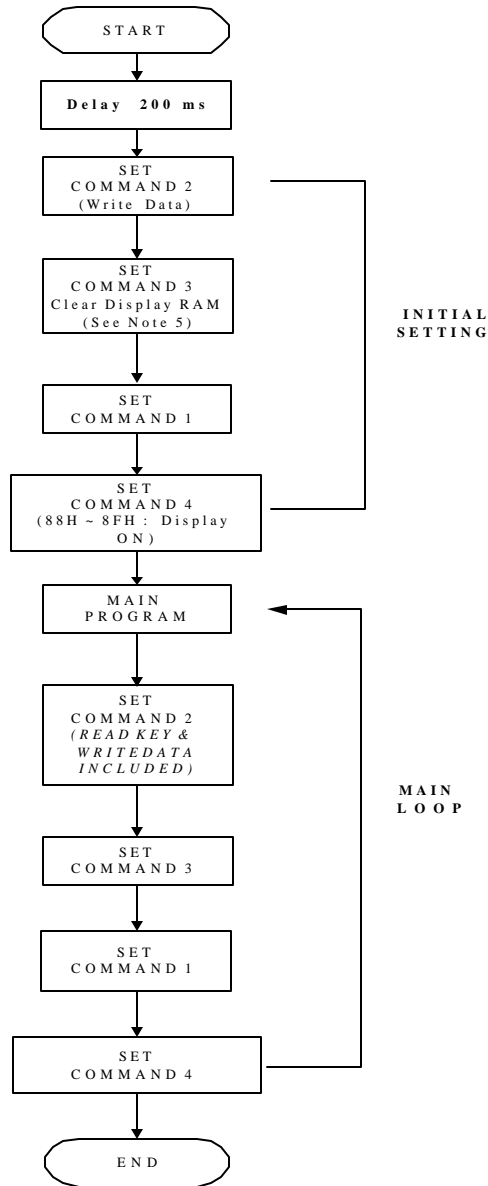 START
Delay 200 ms
SET
COMMAND 2
(Write Data)
SET
COMMAND 3
Clear Display RAM
(See Note 5)
INITIAL
SETTING
SET
COMMAND 1
SET
COMMAND 4
(88H ~ 8FH : Display
ON)
MAIN
PROGRAM
SET
COMMAND 2
(READ KEY &
WRITEDATA
INCLUDED)
MAIN
LOOP
SET
COMMAND 3
SET
COMMAND 1
SET
COMMAND 4
END